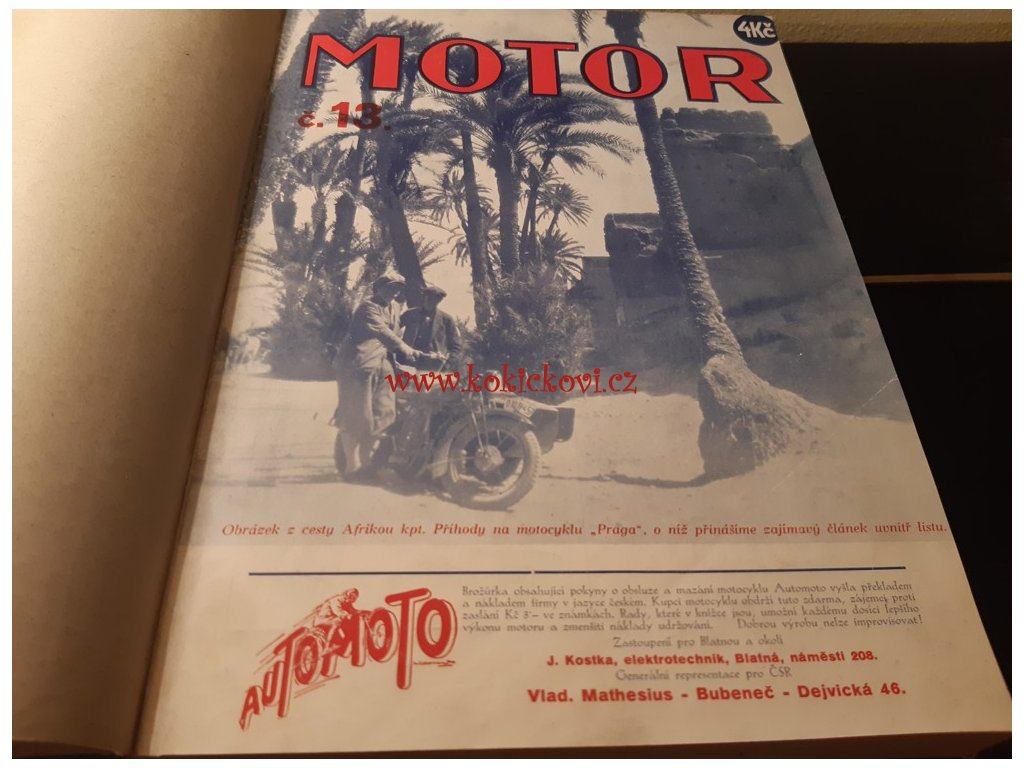 4Kč
MOTOR
č. 13.
www.kokickovi.cz
Obrázek z cesty Afrikou kpt. Příhody na motocyklu „Praga“, o níž přinášíme zajímavý článek uvnitř listu.
AUTOMOTO
Brožůrka obsahující pokyny o obsluze a mazání motocyklu Automoto vyšla překladem
a nákladem firmy v jazyce českém. Kupci motocyklu obdrží tuto zdarma, zájemci proti
zaslání Kč 3'— ve známkách. Rady, které v knížce jsou, umožní každému dosíci lepšího
výkonu motoru a zmenšiti náklady udržování. Dobrou výrobu nelze improvisovat!
Zastoupení pro Blatnou a okolí
J. Kostka, elektrotechnik, Blatná, náměstí 208.
Generální representace pro ČSR
Vlad. Mathesius - Bubeneč - Dejvická 46.